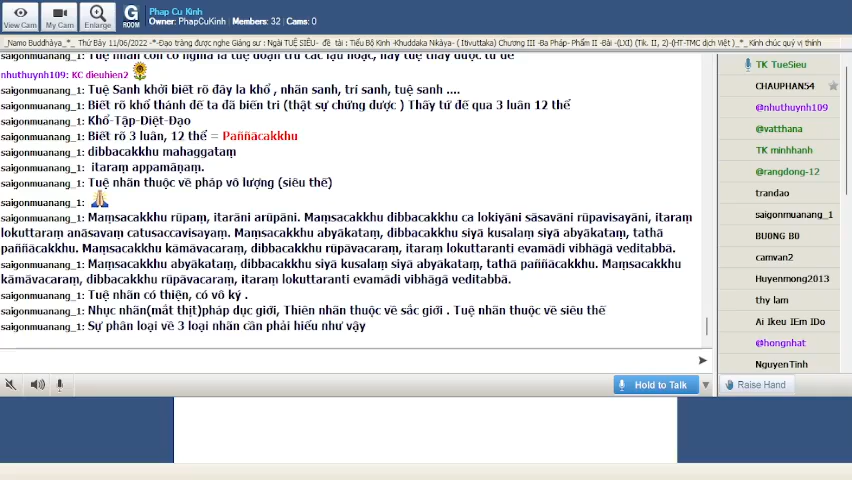 Phap Cu Kinh
Owner: PhapCuKinh | Members: 32 | Cams: 0
View Cam
My Cam
Enlarge
G ROOM
_Namo Buddhàya_*_ Thứ Bảy 11/06/2022 -*-Đạo tràng được nghe Giảng sư : Ngài TUỆ SIÊU- đề tài : Tiểu Bộ Kinh -Khuddaka Nikàya- ( Itivuttaka) Chương III -Ba Pháp- Phẩm II -Bài -(LXI) (Tik. II, 2)-(HT-TMC dịch Việt )_*_ Kính chúc quý vị thính
nhuthuynh109: KC dieuhien2
saigonmuanang_1: Tuệ Sanh khởi biết rõ đây la khổ , nhãn sanh, trí sanh, tuệ sanh ....
saigonmuanang_1: Biết rõ khổ thánh đế ta đã biến tri (thật sự chứng được ) Thấy tứ đế qua 3 luân 12 thể
saigonmuanang_1: Khổ-Tập-Diệt-Đạo
saigonmuanang_1: Biết rõ 3 luân, 12 thể = Paññācakkhu
saigonmuanang_1: dibbacakkhu mahaggataṃ
saigonmuanang_1: itaraṃ appamāṇaṃ.
saigonmuanang_1: Tuệ nhãn thuộc về pháp vô lượng (siêu thế)
saigonmuanang_1:
saigonmuanang_1: Maṃsacakkhu rūpaṃ, itarāni arūpāni. Maṃsacakkhu dibbacakkhu ca lokiyāni sāsavāni rūpavisayāni, itaraṃ
lokuttaraṃ anāsavaṃ catusaccavisayaṃ. Maṃsacakkhu abyākataṃ, dibbacakkhu siyā kusalaṃ siyā abyākataṃ, tathā
paññācakkhu. Maṃsacakkhu kāmāvacaraṃ, dibbacakkhu rūpāvacaraṃ, itaraṃ lokuttaranti evamādi vibhāgā veditabbā.
saigonmuanang_1: Maṃsacakkhu abyākataṃ, dibbacakkhu siyā kusalaṃ siyā abyākataṃ, tathā paññācakkhu. Maṃsacakkhu
kāmāvacaraṃ, dibbacakkhu rūpāvacaraṃ, itaraṃ lokuttaranti evamādi vibhāgā veditabbā.
saigonmuanang_1: Tuệ nhãn có thiện, có vô ký .
saigonmuanang_1: Nhục nhãn(mắt thịt)pháp dục giới, Thiên nhãn thuộc về sắc giới . Tuệ nhãn thuộc về siêu thế
saigonmuanang_1: Sự phân loại về 3 loại nhãn cần phải hiểu như vậy
Hold to Talk
Raise Hand
TK TueSieu
CHAUPHAN54
@nhuthuynh109
@vatthana
TK minhhanh
@rangdong-12
trandao
saigonmuanang_1
BU0NG B0
camvan2
Huyenmong2013
thy lam
Ai Ikeu IEm IDo
@hongnhat
NguyenTinh